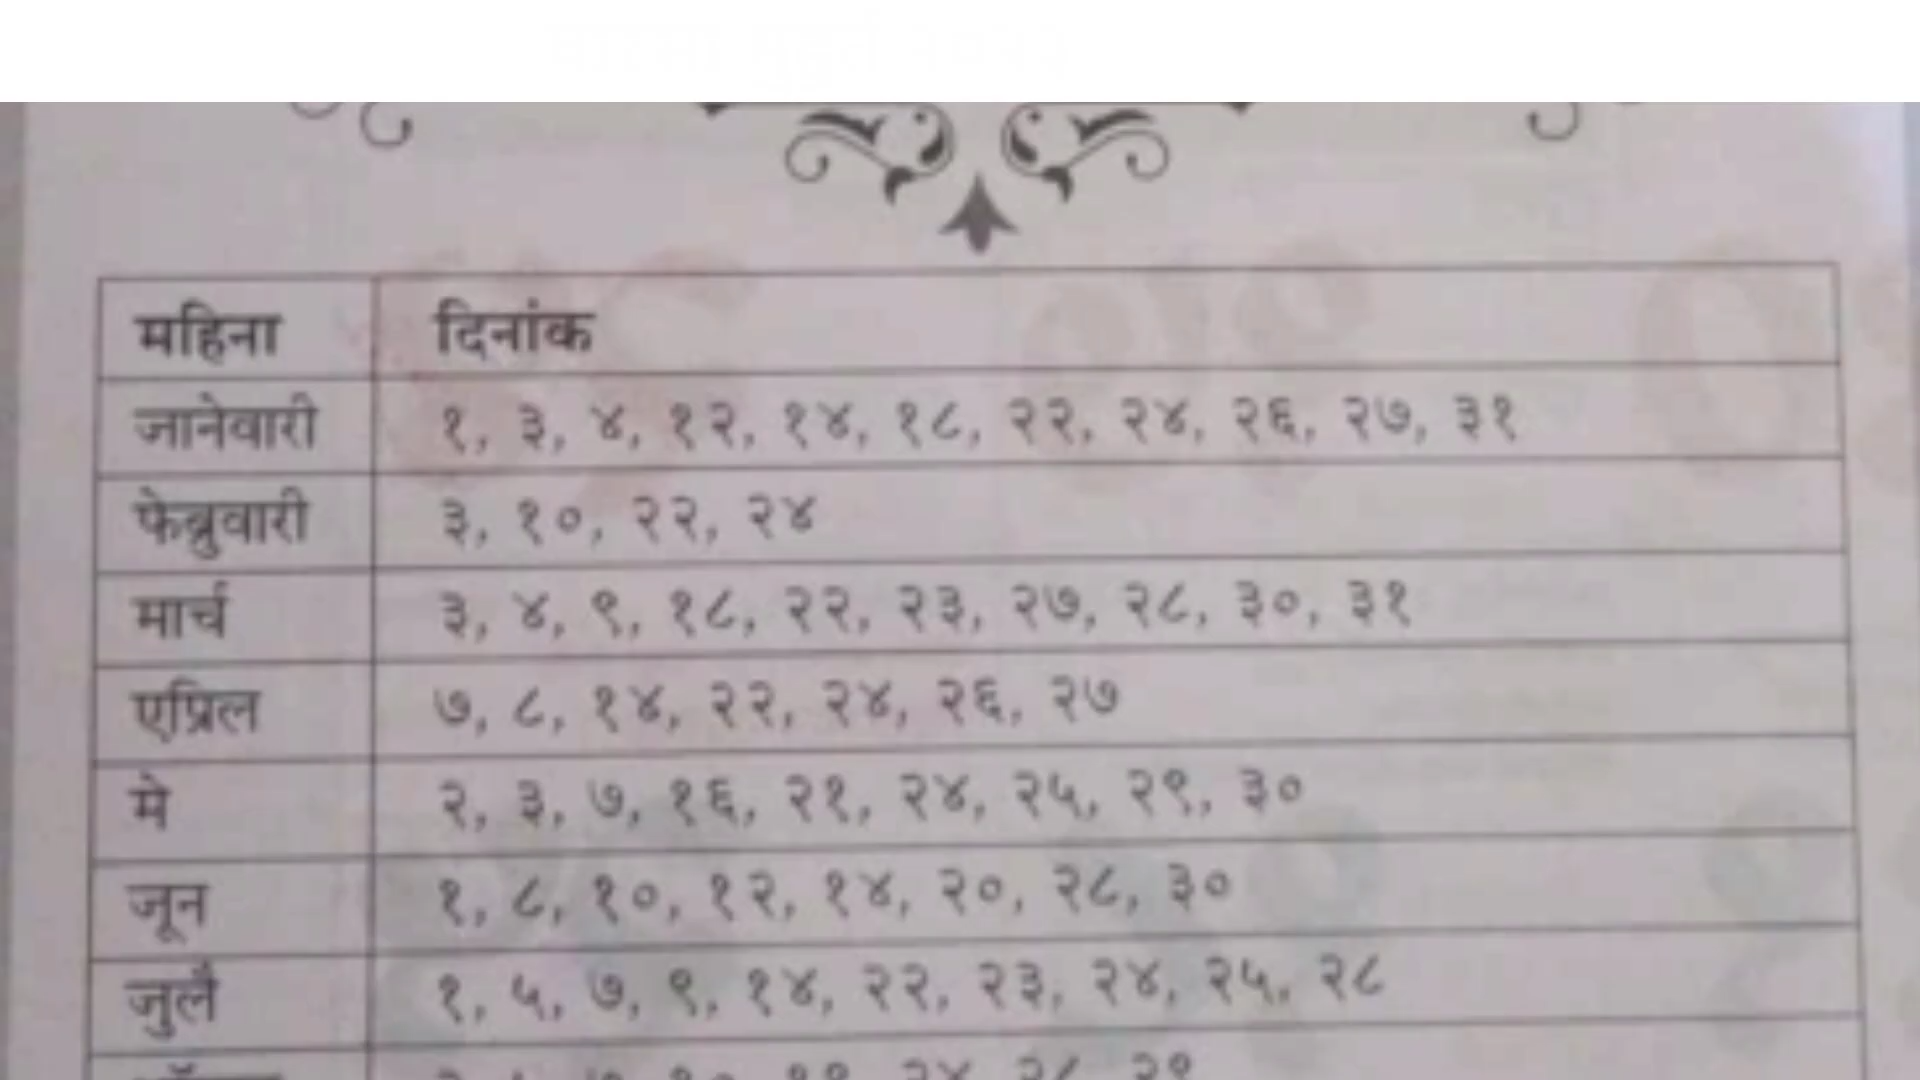 महिना दिनांक
जानेवारी १, ३, ४, १२, १४, १८, २२, २४, २६, २७, ३१
फेब्रुवारी ३, १०, २२, २४
मार्च ३, ४, ९, १८, २२, २३, २७, २८, ३०, ३१
एप्रिल ७, ८, १४, २२, २४, २६, २७
मे २, ३, ७, १६, २१, २४, २५, २९, ३०
जून १, ८, १०, १२, १४, २०, २८, ३०
जुलै १, ५, ७, ९, १४, २२, २३, २४, २५, २८